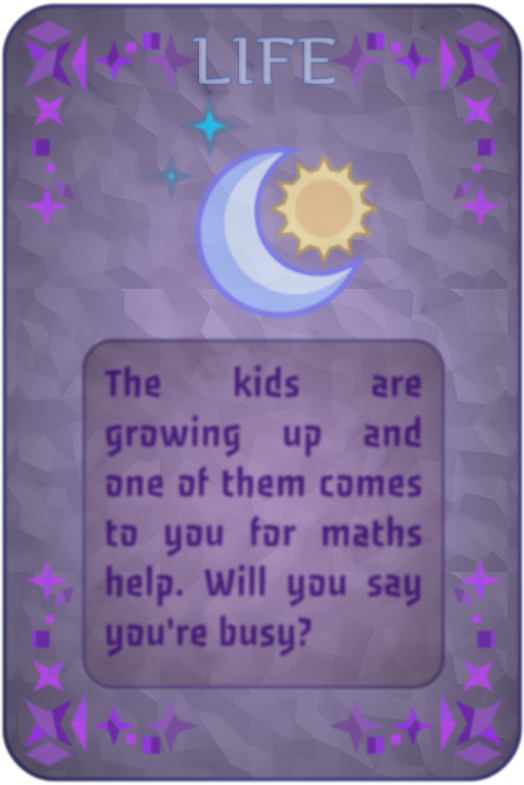 LIFE
The kids are
growing up and
one of them comes
to you for maths
help. Will you say
you're busy?